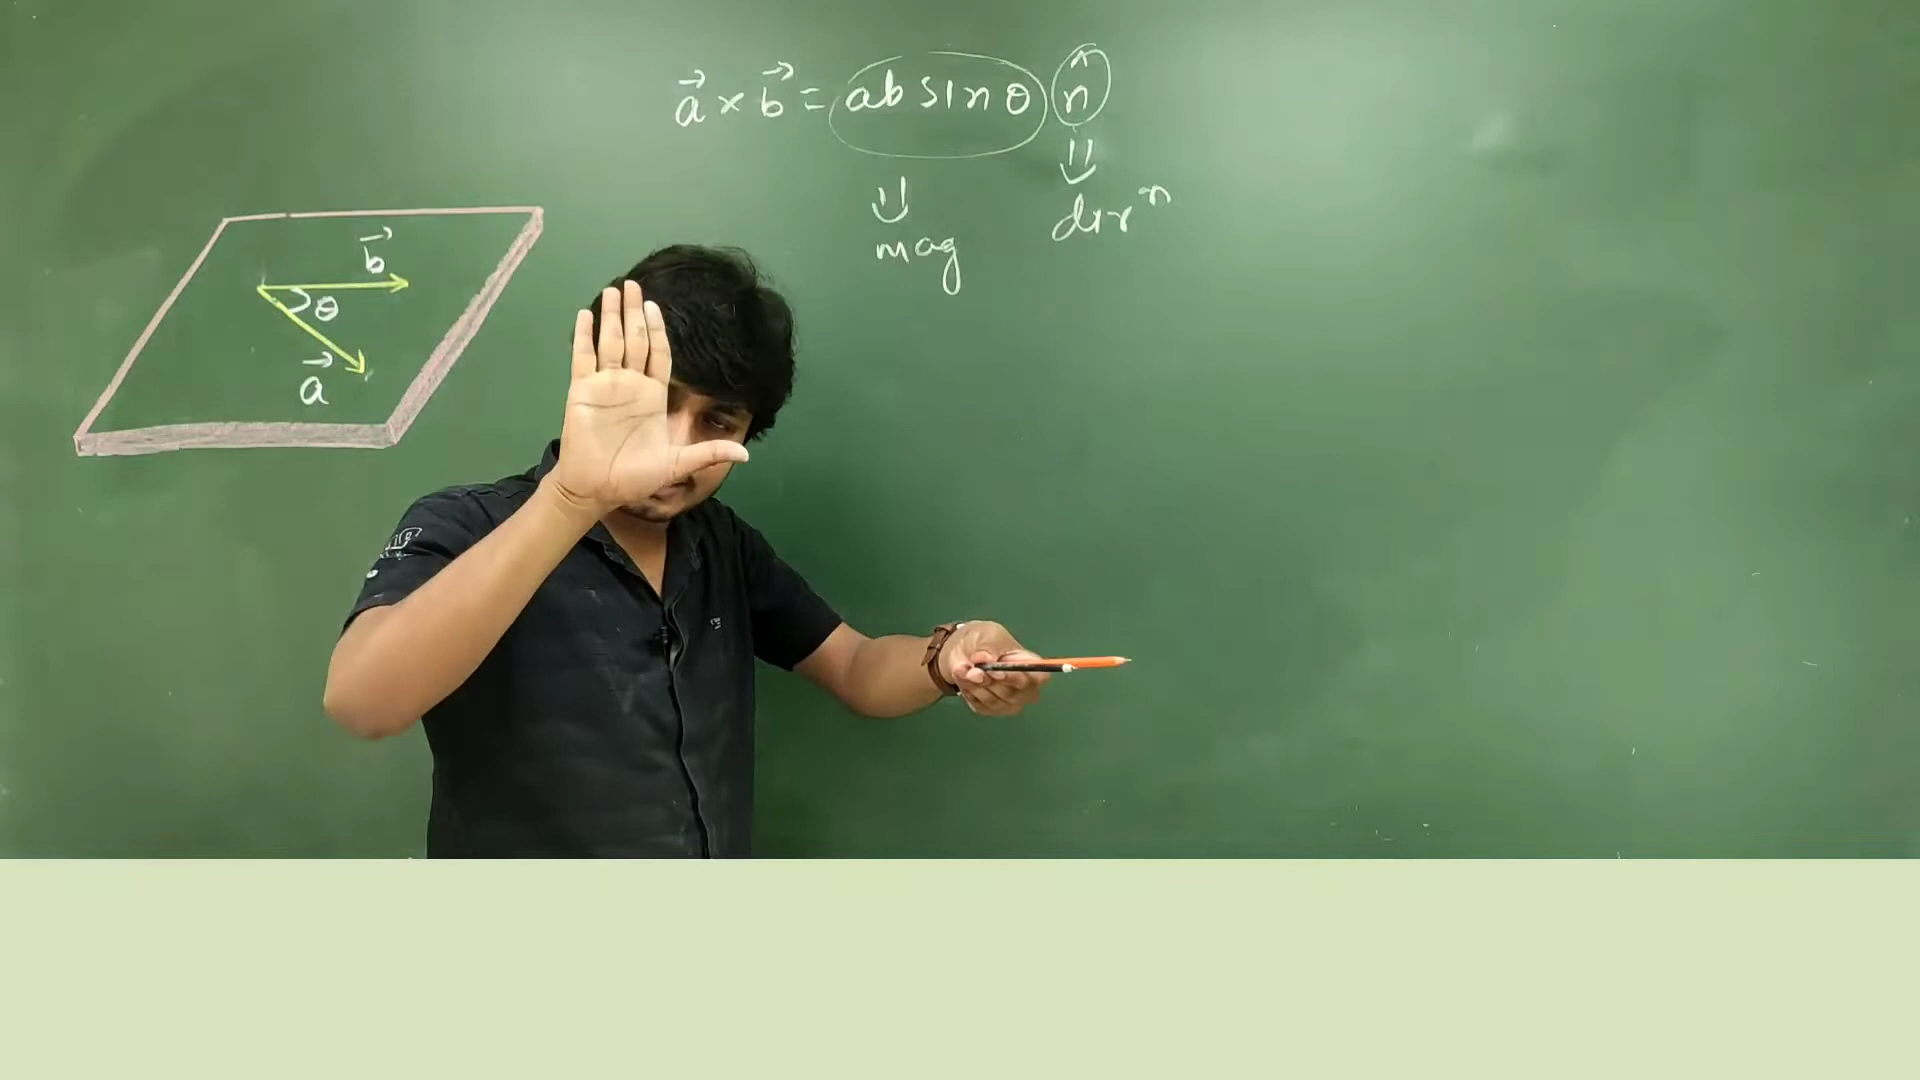 a⃗ × b⃗ = ab sin θ n̂
⇓ mag
⇓ dirⁿ
b⃗
θ
a⃗